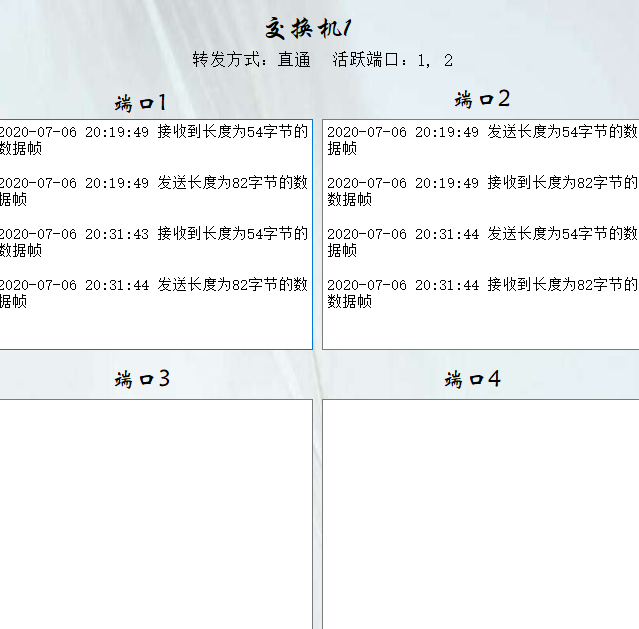 交换机1
转发方式：直通 活跃端口：1, 2
端口1
2020-07-06 20:19:49 接收到长度为54字节的
数据帧
2020-07-06 20:19:49 发送长度为82字节的数
据帧
2020-07-06 20:31:43 接收到长度为54字节的
数据帧
2020-07-06 20:31:44 发送长度为82字节的数
据帧
端口2
2020-07-06 20:19:49 发送长度为54字节的数
据帧
2020-07-06 20:19:49 接收到长度为82字节的
数据帧
2020-07-06 20:31:44 发送长度为54字节的数
据帧
2020-07-06 20:31:44 接收到长度为82字节的
数据帧
端口3
端口4